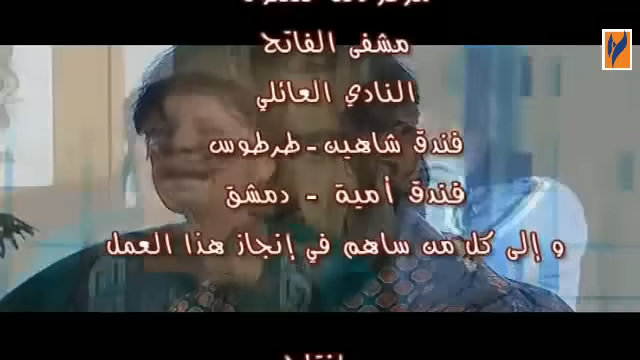 مشفى الفاتح
النادي العائلي
فندق شاهين - طرطوس
فندق أمية - دمشق
و إلى كل من ساهم في إنجاز هذا العمل